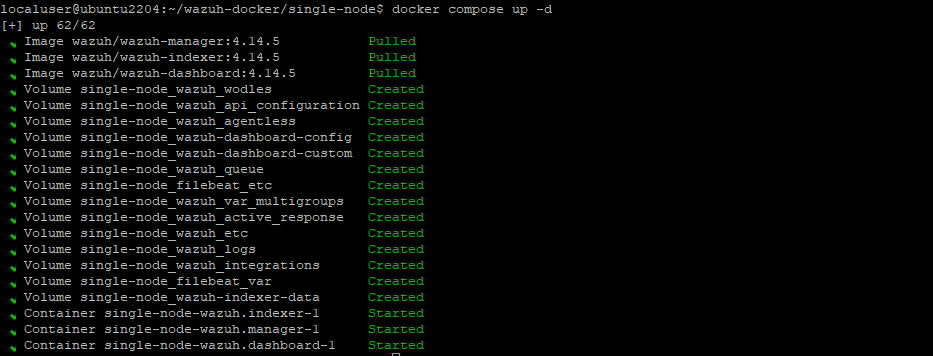 localuser@ubuntu2204:~/wazuh-docker/single-node$ docker compose up -d
[+] up 62/62
Image wazuh/wazuh-manager:4.14.5 Pulled
Image wazuh/wazuh-indexer:4.14.5 Pulled
Image wazuh/wazuh-dashboard:4.14.5 Pulled
Volume single-node_wazuh_wodles Created
Volume single-node_wazuh_api_configuration Created
Volume single-node_wazuh_agentless Created
Volume single-node_wazuh-dashboard-config Created
Volume single-node_wazuh-dashboard-custom Created
Volume single-node_wazuh_queue Created
Volume single-node_filebeat_etc Created
Volume single-node_wazuh_var_multigroups Created
Volume single-node_wazuh_active_response Created
Volume single-node_wazuh_etc Created
Volume single-node_wazuh_logs Created
Volume single-node_wazuh_integrations Created
Volume single-node_filebeat_var Created
Volume single-node_wazuh-indexer-data Created
Container single-node-wazuh.indexer-1 Started
Container single-node-wazuh.manager-1 Started
Container single-node-wazuh.dashboard-1 Started